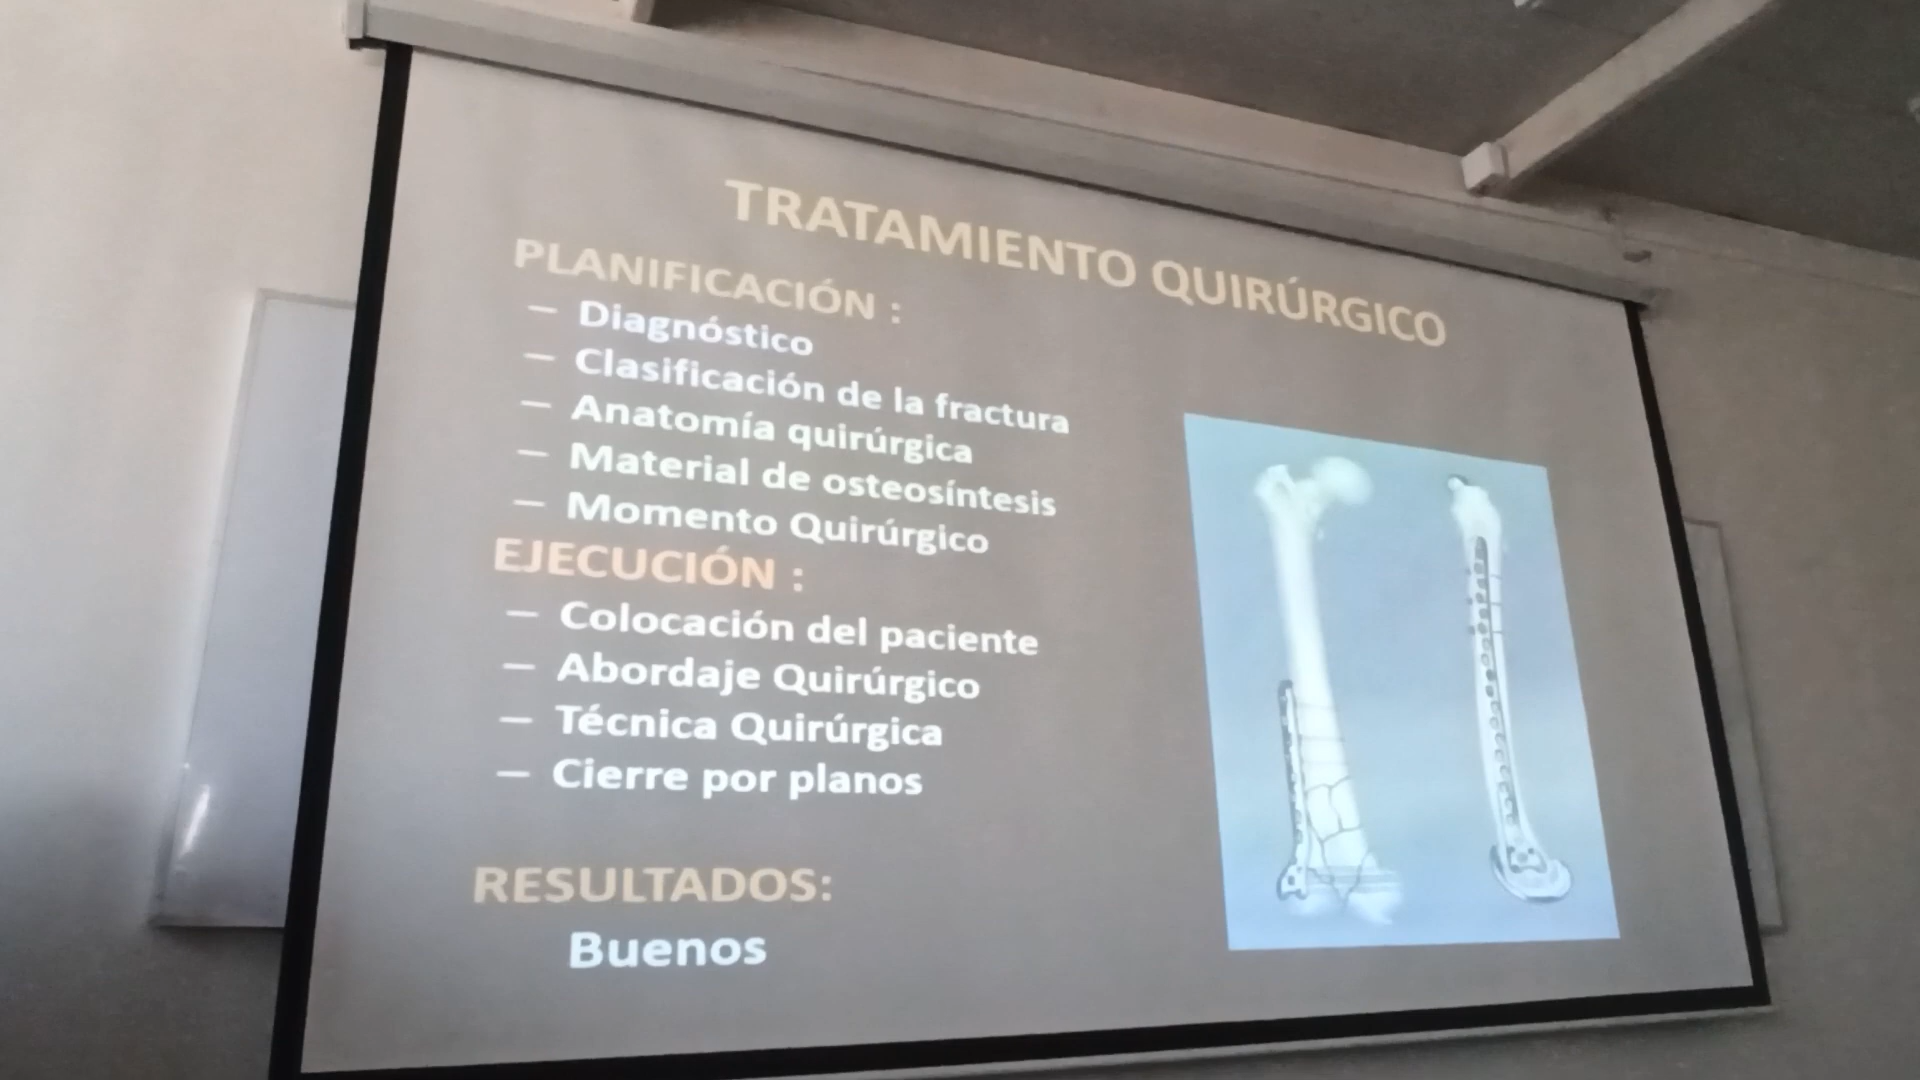 TRATAMIENTO QUIRÚRGICO
PLANIFICACIÓN :
– Diagnóstico
– Clasificación de la fractura
– Anatomía quirúrgica
– Material de osteosíntesis
– Momento Quirúrgico
EJECUCIÓN :
– Colocación del paciente
– Abordaje Quirúrgico
– Técnica Quirúrgica
– Cierre por planos
RESULTADOS:
Buenos